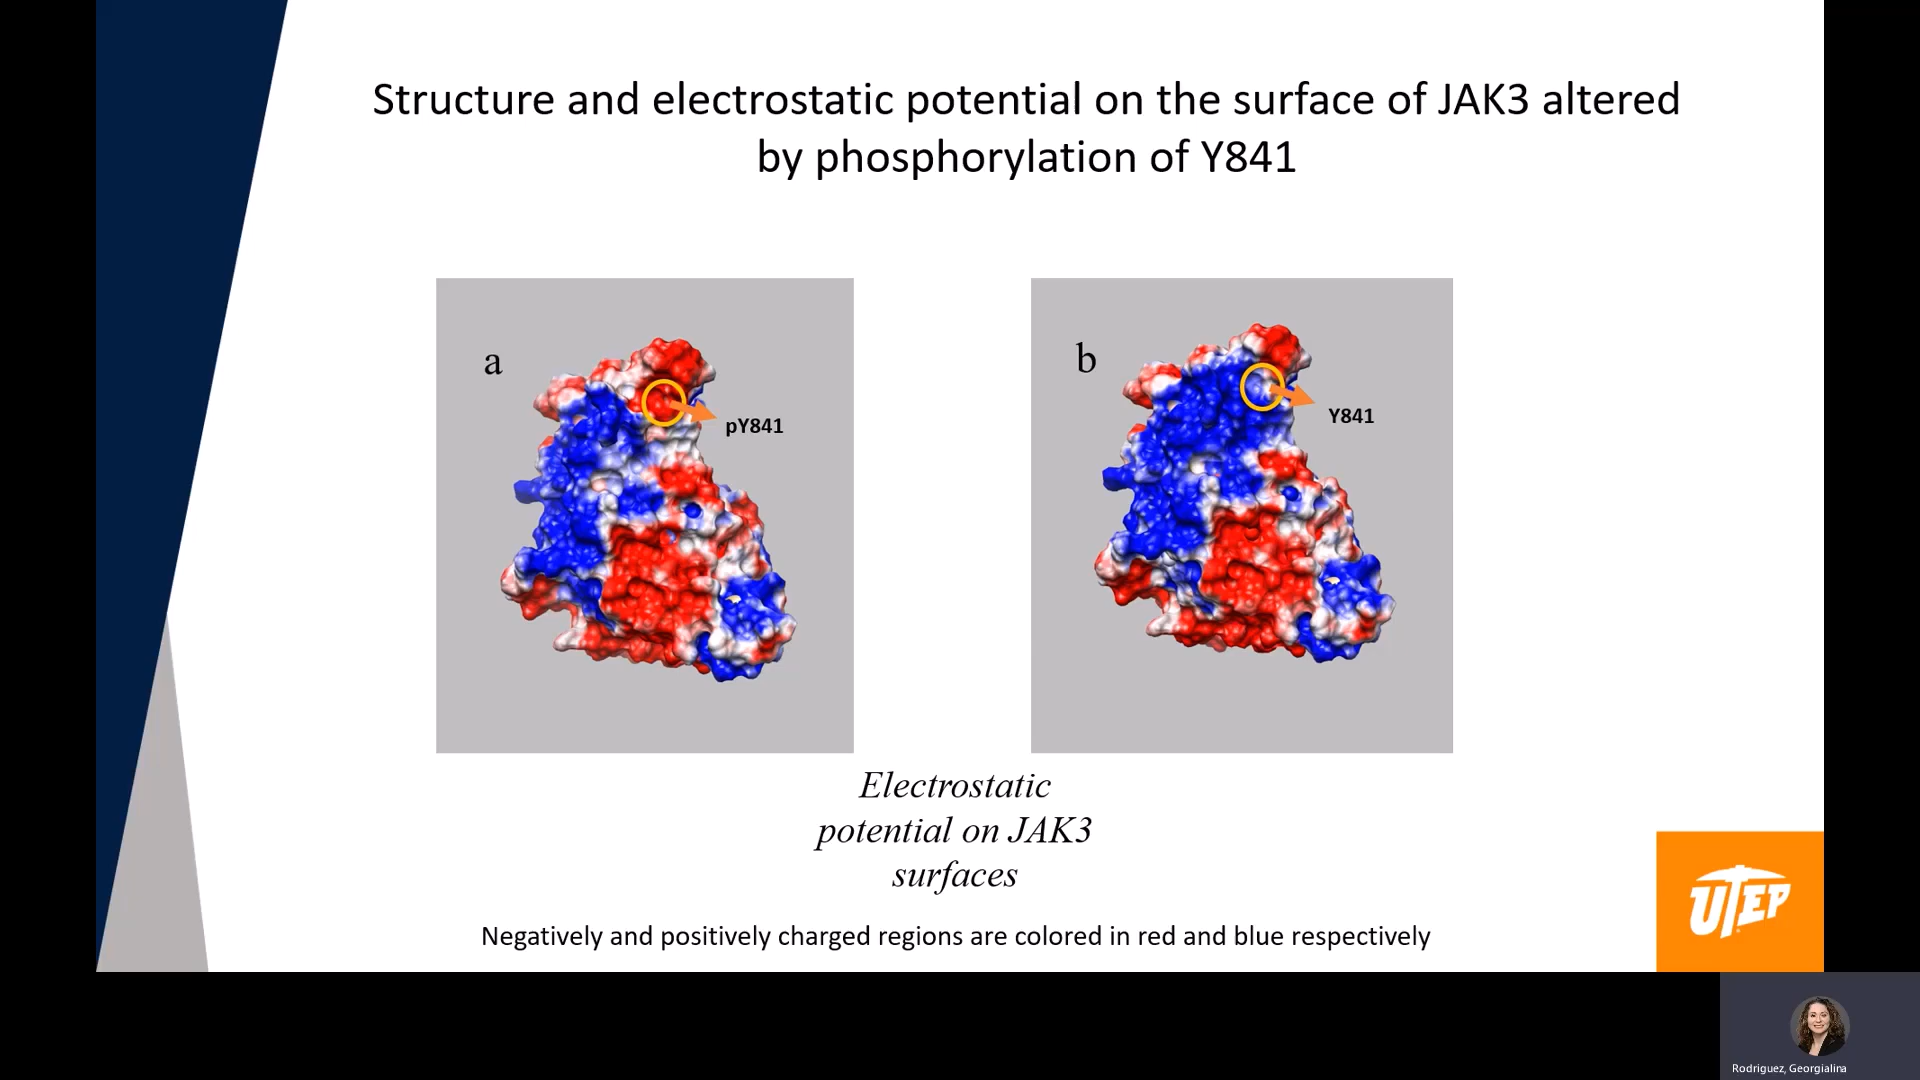 Structure and electrostatic potential on the surface of JAK3 altered
by phosphorylation of Y841
a
pY841
b
Y841
Electrostatic
potential on JAK3
surfaces
Negatively and positively charged regions are colored in red and blue respectively
UTEP
Rodriguez, Georgialina